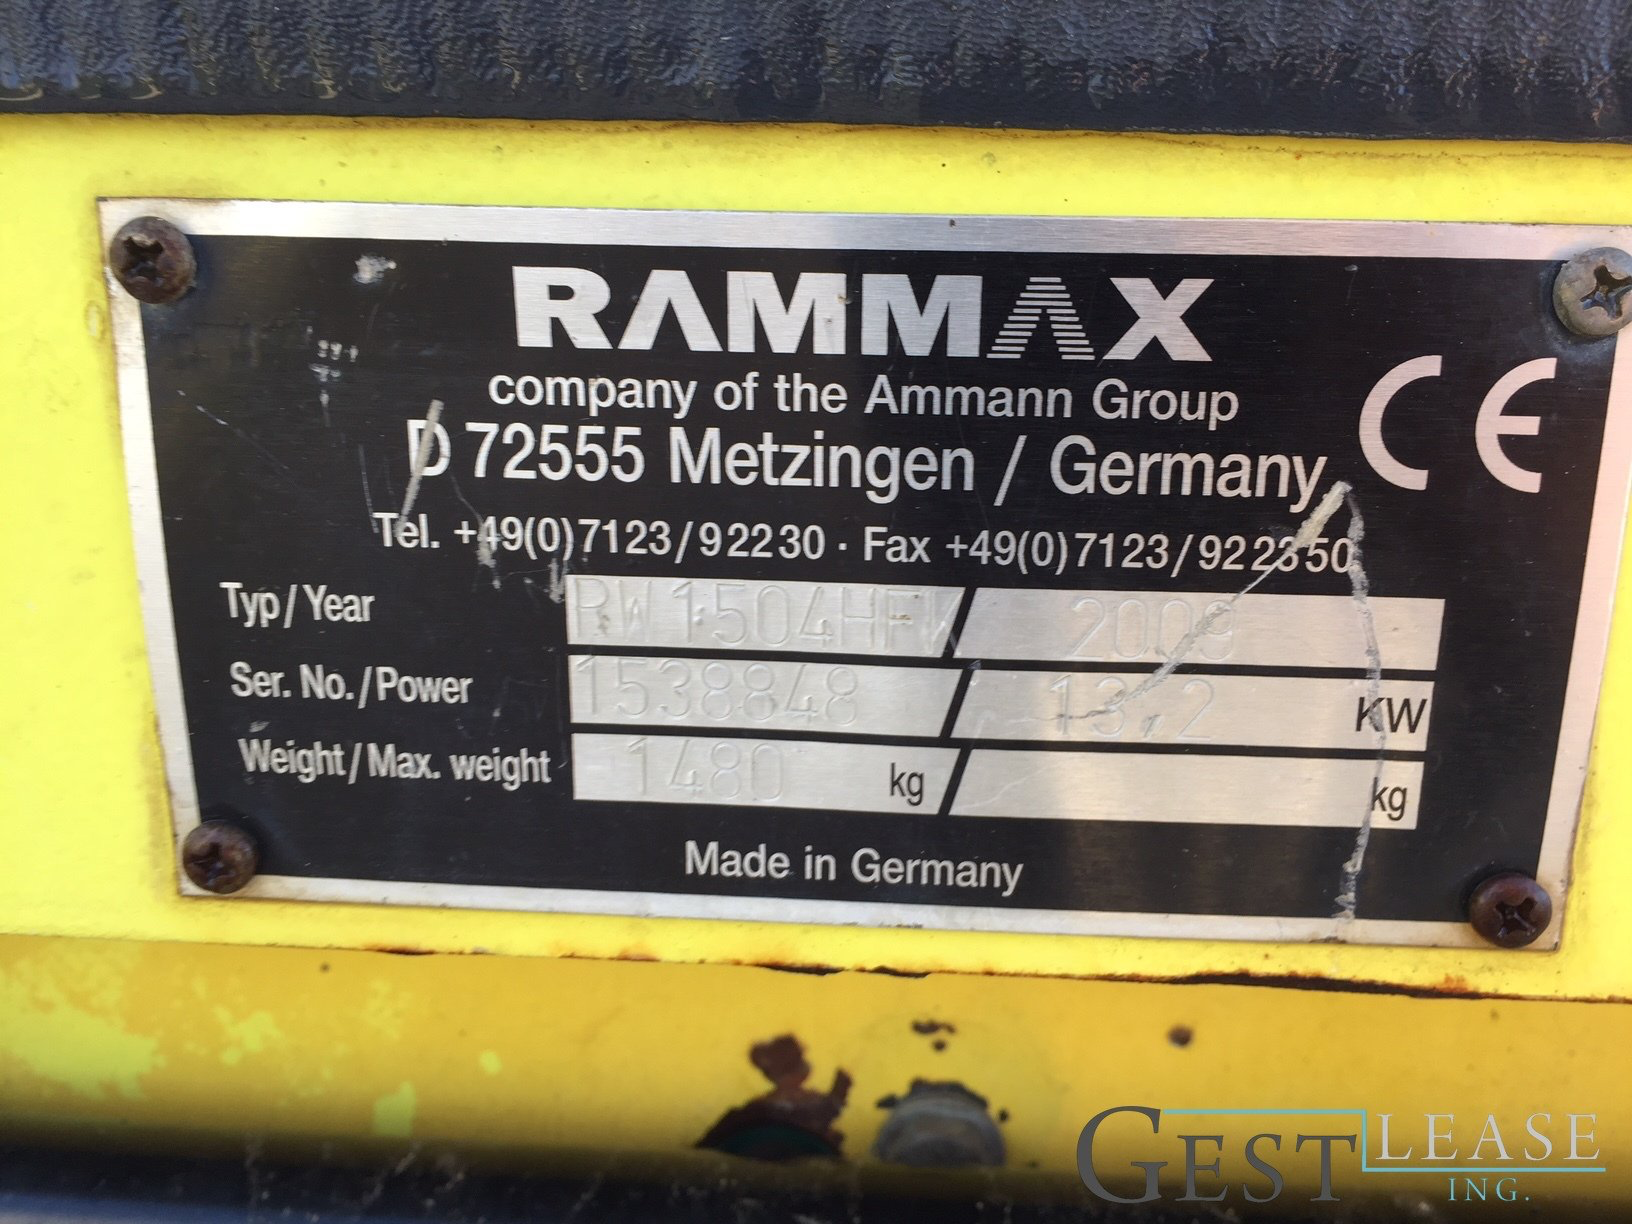 RAMMAX
company of the Ammann Group
CE
D 72555 Metzingen / Germany
Tel. +49(0)7123/92230 · Fax +49(0)7123/922350
Typ/Year RW1504HFW 2009
Ser. No./Power 1538848 13,2 KW
Weight/Max. weight 1480 kg kg
Made in Germany
GEST LEASE
ING.